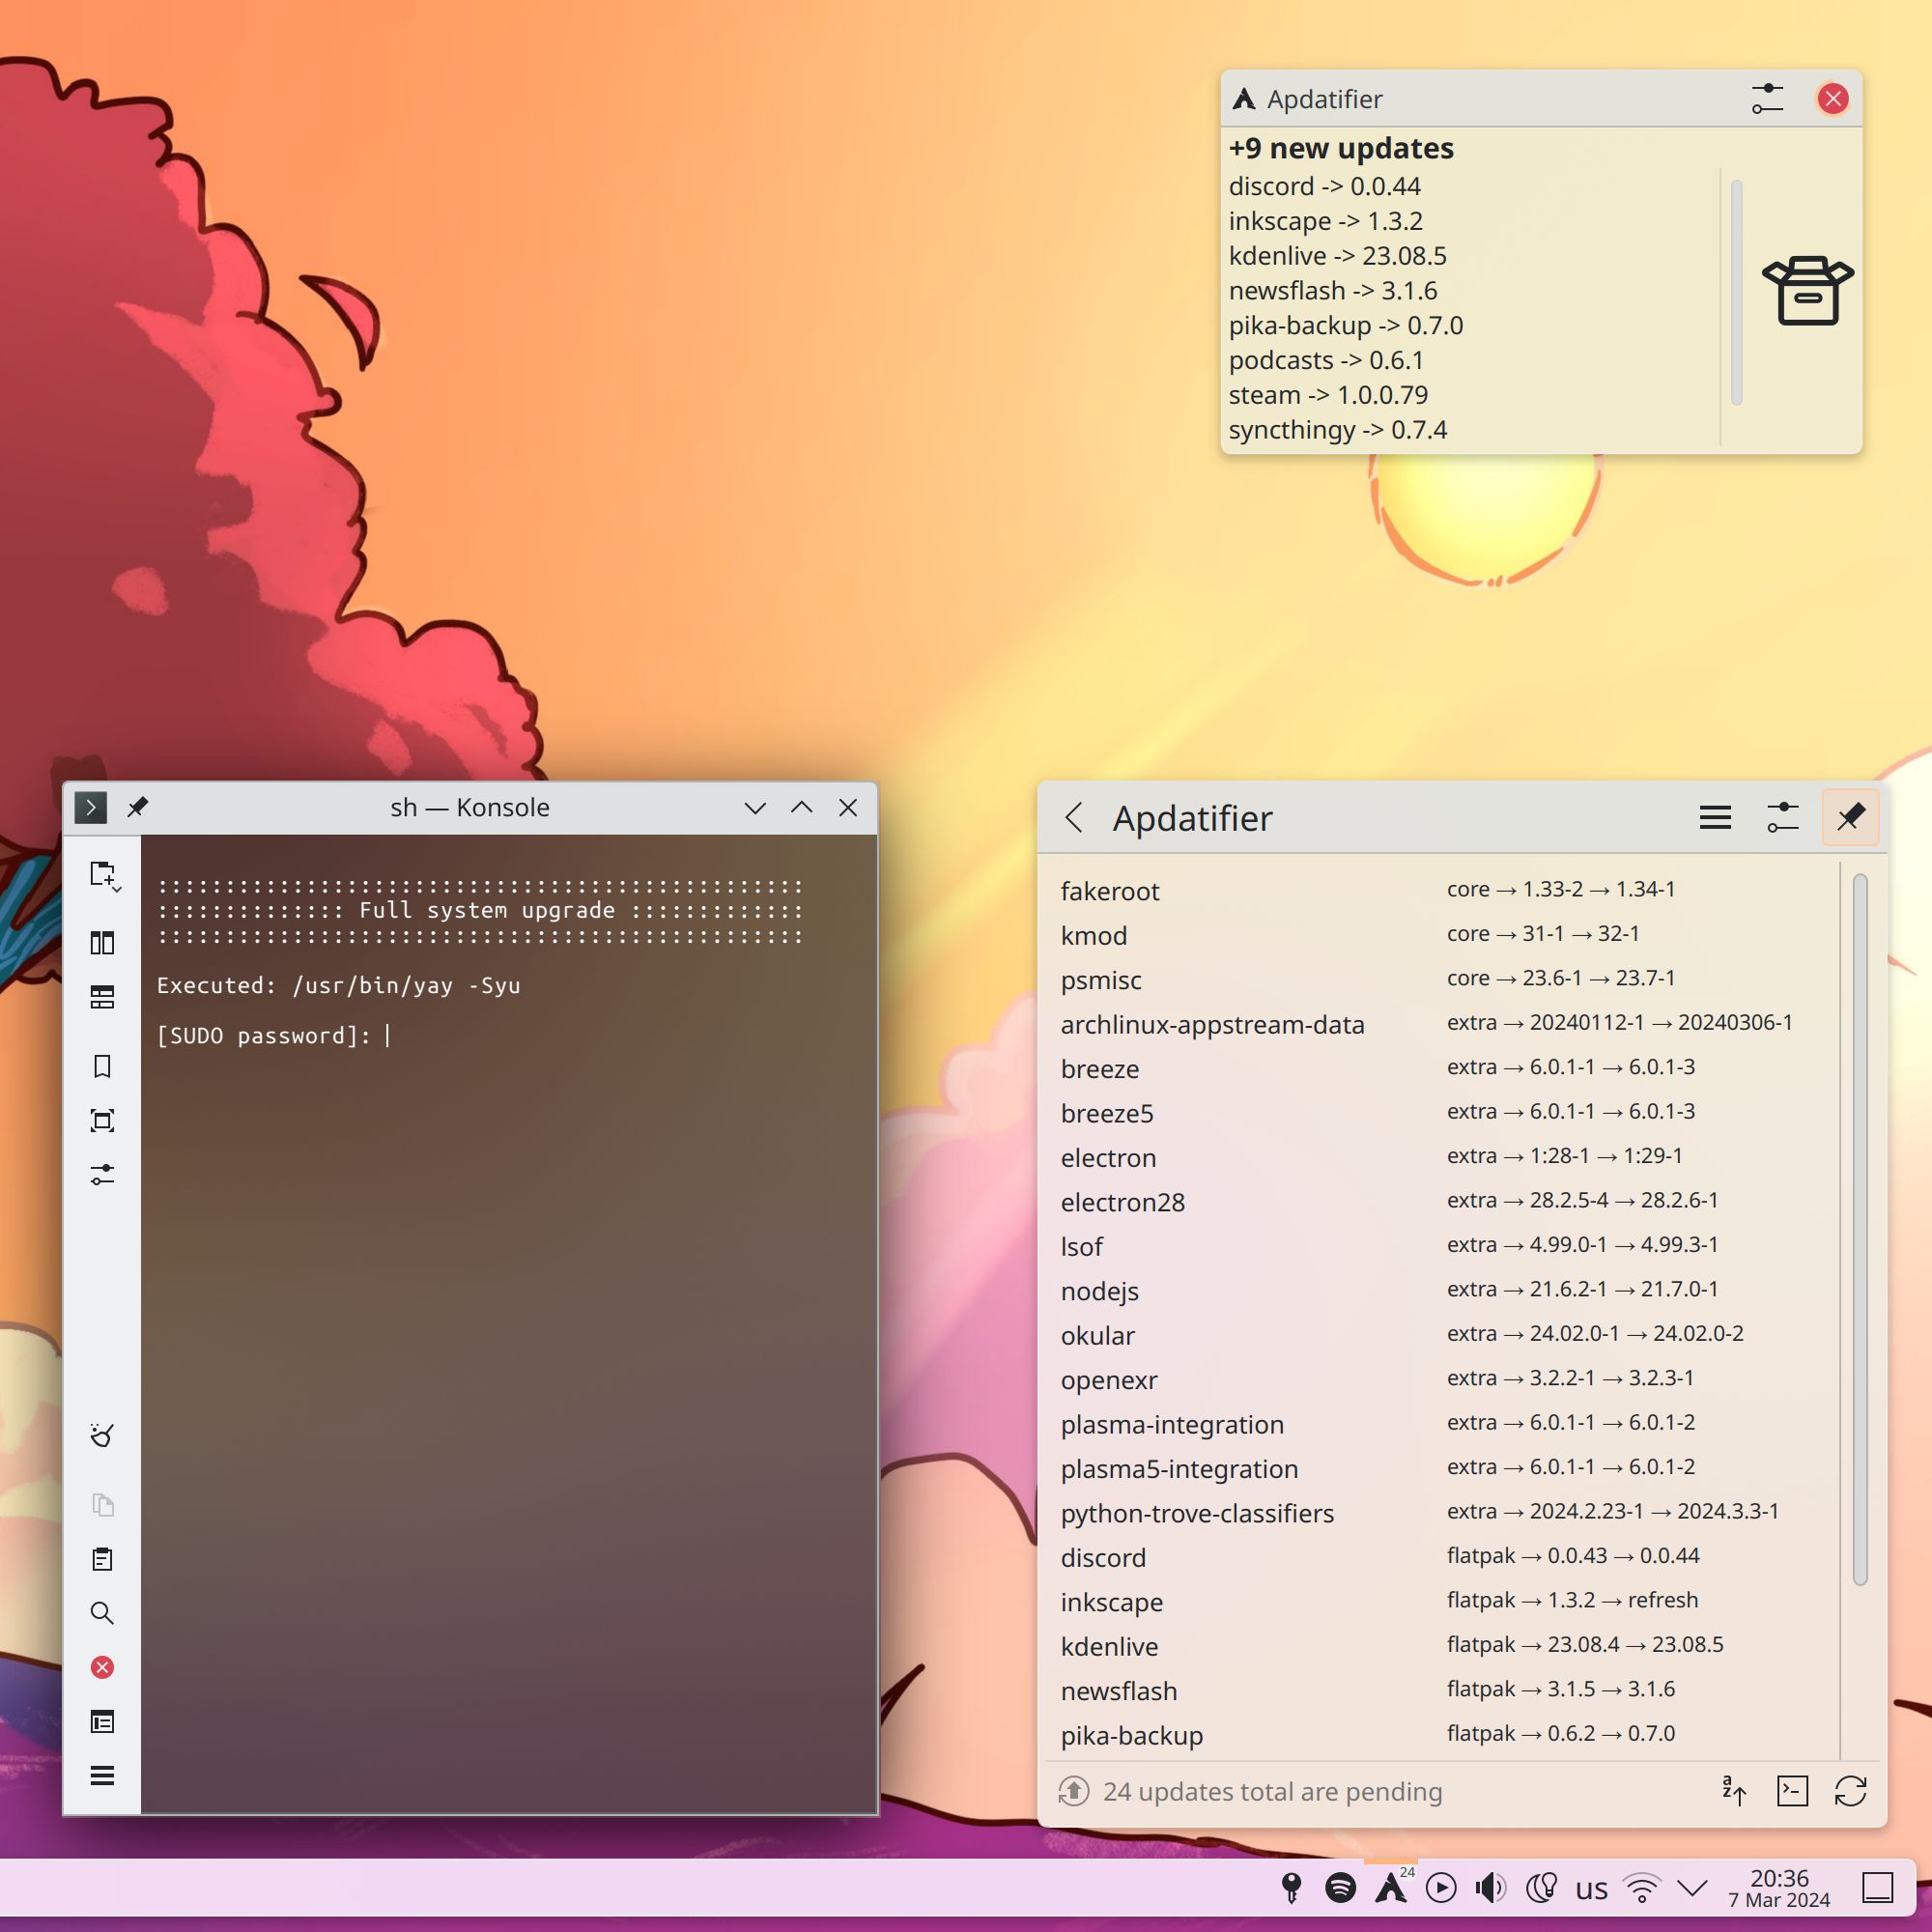 Apdatifier
+9 new updates
discord -> 0.0.44
inkscape -> 1.3.2
kdenlive -> 23.08.5
newsflash -> 3.1.6
pika-backup -> 0.7.0
podcasts -> 0.6.1
steam -> 1.0.0.79
syncthingy -> 0.7.4
sh — Konsole
:::::::::::::::::::::::::::::::::::::::::::::::
:::::::::::::: Full system upgrade :::::::::::::
:::::::::::::::::::::::::::::::::::::::::::::::
Executed: /usr/bin/yay -Syu
[SUDO password]:
Apdatifier
fakeroot core → 1.33-2 → 1.34-1
kmod core → 31-1 → 32-1
psmisc core → 23.6-1 → 23.7-1
archlinux-appstream-data extra → 20240112-1 → 20240306-1
breeze extra → 6.0.1-1 → 6.0.1-3
breeze5 extra → 6.0.1-1 → 6.0.1-3
electron extra → 1:28-1 → 1:29-1
electron28 extra → 28.2.5-4 → 28.2.6-1
lsof extra → 4.99.0-1 → 4.99.3-1
nodejs extra → 21.6.2-1 → 21.7.0-1
okular extra → 24.02.0-1 → 24.02.0-2
openexr extra → 3.2.2-1 → 3.2.3-1
plasma-integration extra → 6.0.1-1 → 6.0.1-2
plasma5-integration extra → 6.0.1-1 → 6.0.1-2
python-trove-classifiers extra → 2024.2.23-1 → 2024.3.3-1
discord flatpak → 0.0.43 → 0.0.44
inkscape flatpak → 1.3.2 → refresh
kdenlive flatpak → 23.08.4 → 23.08.5
newsflash flatpak → 3.1.5 → 3.1.6
pika-backup flatpak → 0.6.2 → 0.7.0
24 updates total are pending
24
us
20:36
7 Mar 2024